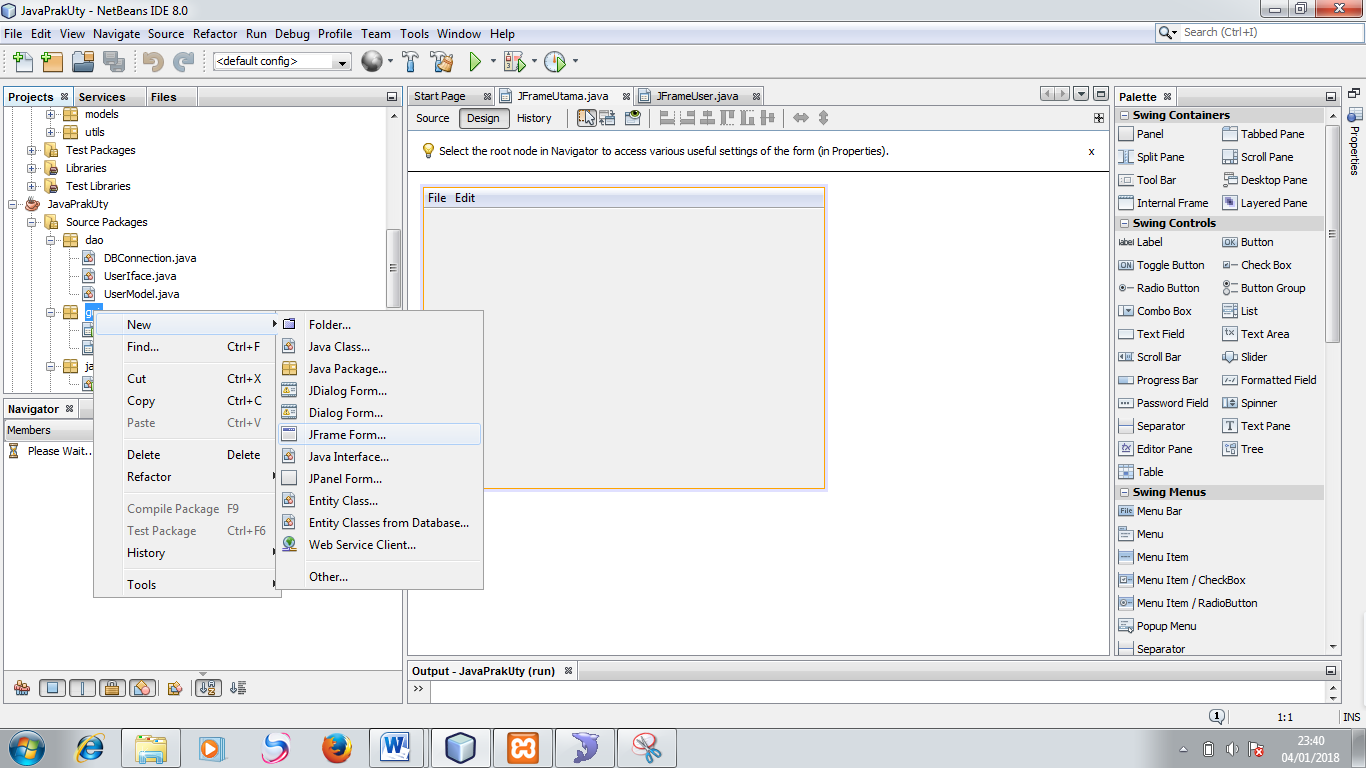 JavaPrakUty - NetBeans IDE 8.0
File Edit View Navigate Source Refactor Run Debug Profile Team Tools Window Help
Search (Ctrl+I)
<default config>
Projects Services Files
models
utils
Test Packages
Libraries
Test Libraries
JavaPrakUty
Source Packages
dao
DBConnection.java
UserIface.java
UserModel.java
New
Find... Ctrl+F
Cut Ctrl+X
Copy Ctrl+C
Paste Ctrl+V
Delete Delete
Refactor
Compile Package F9
Test Package Ctrl+F6
History
Tools
Folder...
Java Class...
Java Package...
JDialog Form...
Dialog Form...
JFrame Form...
Java Interface...
JPanel Form...
Entity Class...
Entity Classes from Database...
Web Service Client...
Other...
Navigator
Members
Please Wait..
Start Page JFrameUtama.java JFrameUser.java
Source Design History
Select the root node in Navigator to access various useful settings of the form (in Properties). x
File Edit
Output - JavaPrakUty (run)
Palette
Swing Containers
Panel Tabbed Pane
Split Pane Scroll Pane
Tool Bar Desktop Pane
Internal Frame Layered Pane
Swing Controls
label Label OK Button
ON Toggle Button Check Box
Radio Button Button Group
Combo Box List
Text Field Text Area
Scroll Bar Slider
Progress Bar Formatted Field
Password Field Spinner
Separator Text Pane
Editor Pane Tree
Table
Swing Menus
File Menu Bar
Menu
Menu Item
Menu Item / CheckBox
Menu Item / RadioButton
Popup Menu
Separator
Properties
1 1:1 INS
23:40
04/01/2018